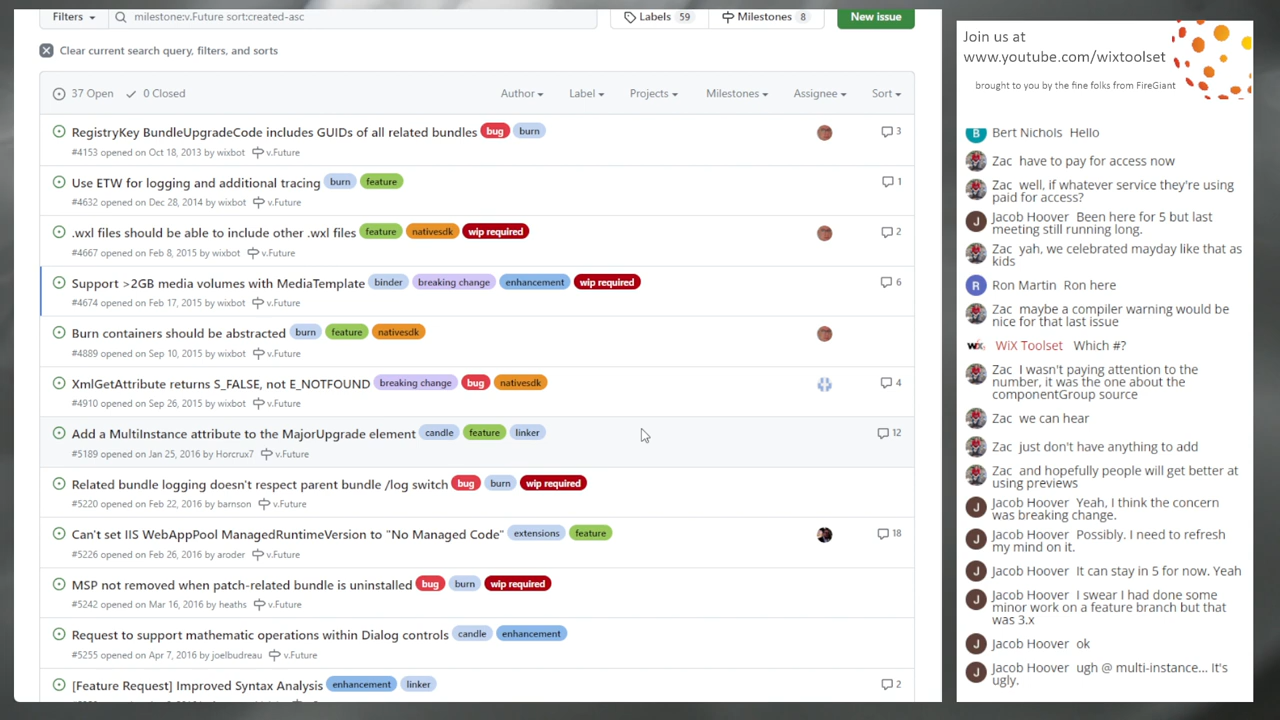 Filters
milestone:v.Future sort:created-asc
Labels 59
Milestones 8
New issue
Clear current search query, filters, and sorts
37 Open
0 Closed
Author
Label
Projects
Milestones
Assignee
Sort
RegistryKey BundleUpgradeCode includes GUIDs of all related bundles bug burn
3
#4153 opened on Oct 18, 2013 by wixbot v.Future
Use ETW for logging and additional tracing burn feature
1
#4632 opened on Dec 28, 2014 by wixbot v.Future
.wxl files should be able to include other .wxl files feature nativesdk wip required
2
#4667 opened on Feb 8, 2015 by wixbot v.Future
Support >2GB media volumes with MediaTemplate binder breaking change enhancement wip required
6
#4674 opened on Feb 17, 2015 by wixbot v.Future
Burn containers should be abstracted burn feature nativesdk
#4889 opened on Sep 10, 2015 by wixbot v.Future
XmlGetAttribute returns S_FALSE, not E_NOTFOUND breaking change bug nativesdk
4
#4910 opened on Sep 26, 2015 by wixbot v.Future
Add a MultiInstance attribute to the MajorUpgrade element candle feature linker
12
#5189 opened on Jan 25, 2016 by Horcrux7 v.Future
Related bundle logging doesn't respect parent bundle /log switch bug burn wip required
#5220 opened on Feb 22, 2016 by barnson v.Future
Can't set IIS WebAppPool ManagedRuntimeVersion to "No Managed Code" extensions feature
18
#5226 opened on Feb 26, 2016 by aroder v.Future
MSP not removed when patch-related bundle is uninstalled bug burn wip required
#5242 opened on Mar 16, 2016 by heaths v.Future
Request to support mathematic operations within Dialog controls candle enhancement
#5255 opened on Apr 7, 2016 by joelbudreau v.Future
[Feature Request] Improved Syntax Analysis enhancement linker
2
Join us at
www.youtube.com/wixtoolset
brought to you by the fine folks from FireGiant
B Bert Nichols Hello
Zac have to pay for access now
Zac well, if whatever service they're using
paid for access?
J Jacob Hoover Been here for 5 but last
meeting still running long.
Zac yah, we celebrated mayday like that as
kids
R Ron Martin Ron here
Zac maybe a compiler warning would be
nice for that last issue
WiX WiX Toolset Which #?
Zac I wasn't paying attention to the
number, it was the one about the
componentGroup source
Zac we can hear
Zac just don't have anything to add
Zac and hopefully people will get better at
using previews
J Jacob Hoover Yeah, I think the concern
was breaking change.
J Jacob Hoover Possibly. I need to refresh
my mind on it.
J Jacob Hoover It can stay in 5 for now. Yeah
J Jacob Hoover I swear I had done some
minor work on a feature branch but that
was 3.x
J Jacob Hoover ok
J Jacob Hoover ugh @ multi-instance... It's
ugly.